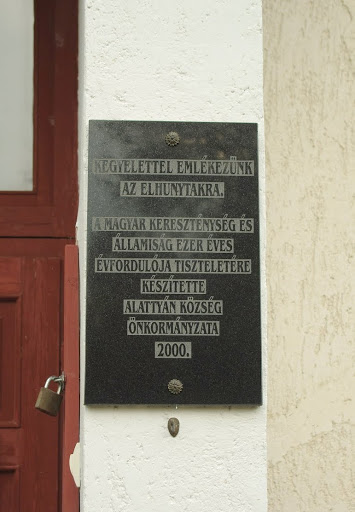 KEGYELETTEL EMLÉKEZÜNK
AZ ELHUNYTAKRA.
A MAGYAR KERESZTÉNYSÉG ÉS
ÁLLAMISÁG EZER ÉVES
ÉVFORDULÓJA TISZTELETÉRE
KÉSZÍTETTE
ALATTYÁN KÖZSÉG
ÖNKORMÁNYZATA
2000.